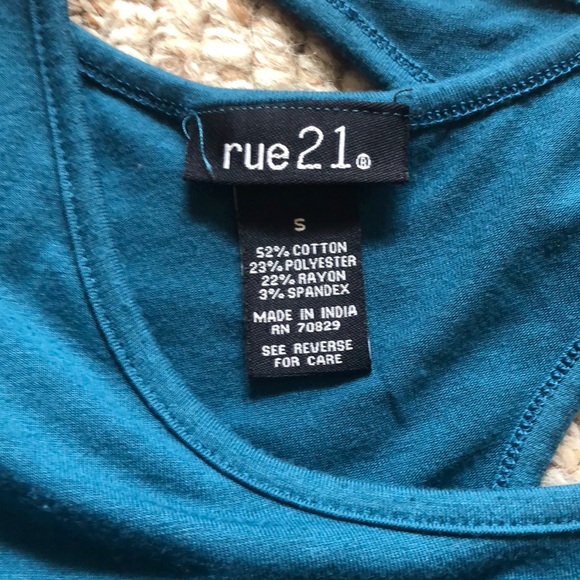 rue21®
S
52% COTTON
23% POLYESTER
22% RAYON
3% SPANDEX
MADE IN INDIA
RN 70829
SEE REVERSE
FOR CARE